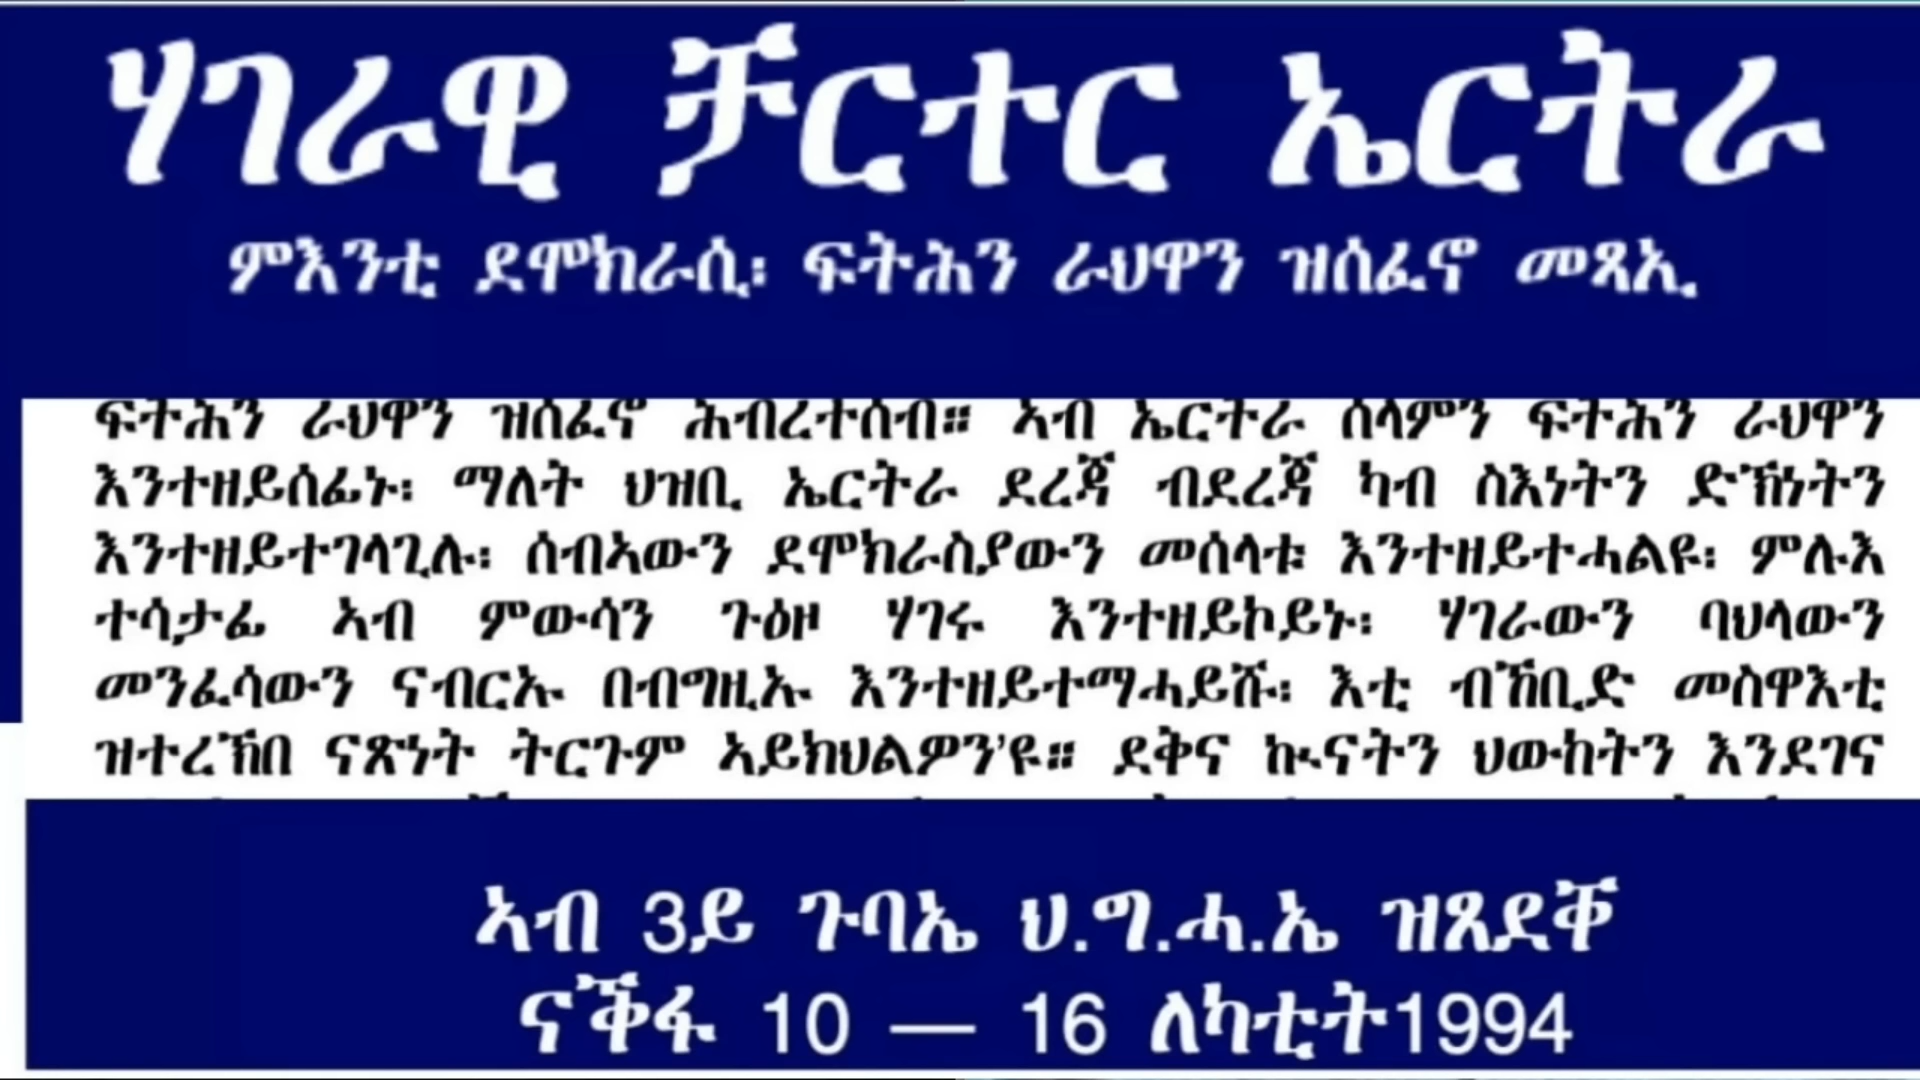 ሃገራዊ ቻርተር ኤርትራ
ምእንቲ ደሞክራሲ፡ ፍትሕን ራህዋን ዝሰፈኖ መጻኢ
ፍትሕን ራህዋን ዝሰፈኖ ሕብረተሰብ። ኣብ ኤርትራ ሰላምን ፍትሕን ራህዋን
እንተዘይሰፊኑ፡ ማለት ህዝቢ ኤርትራ ደረጃ ብደረጃ ካብ ስእነትን ድኽነትን
እንተዘይተገላጊሉ፡ ሰብኣውን ደሞክራስያውን መሰላቱ እንተዘይተሓልዩ፡ ምሉእ
ተሳታፊ ኣብ ምውሳን ጉዕዞ ሃገሩ እንተዘይኮይኑ፡ ሃገራውን ባህላውን
መንፈሳውን ናብርኡ በብግዚኡ እንተዘይተማሓይሹ፡ እቲ ብኸቢድ መስዋእቲ
ዝተረኽበ ናጽነት ትርጉም ኣይክህልዎን'ዩ። ደቅና ኲናትን ህውከትን እንደገና
ኣብ 3ይ ጉባኤ ህ.ግ.ሓ.ኤ ዝጸደቐ
ናቕፋ 10 — 16 ለካቲት1994